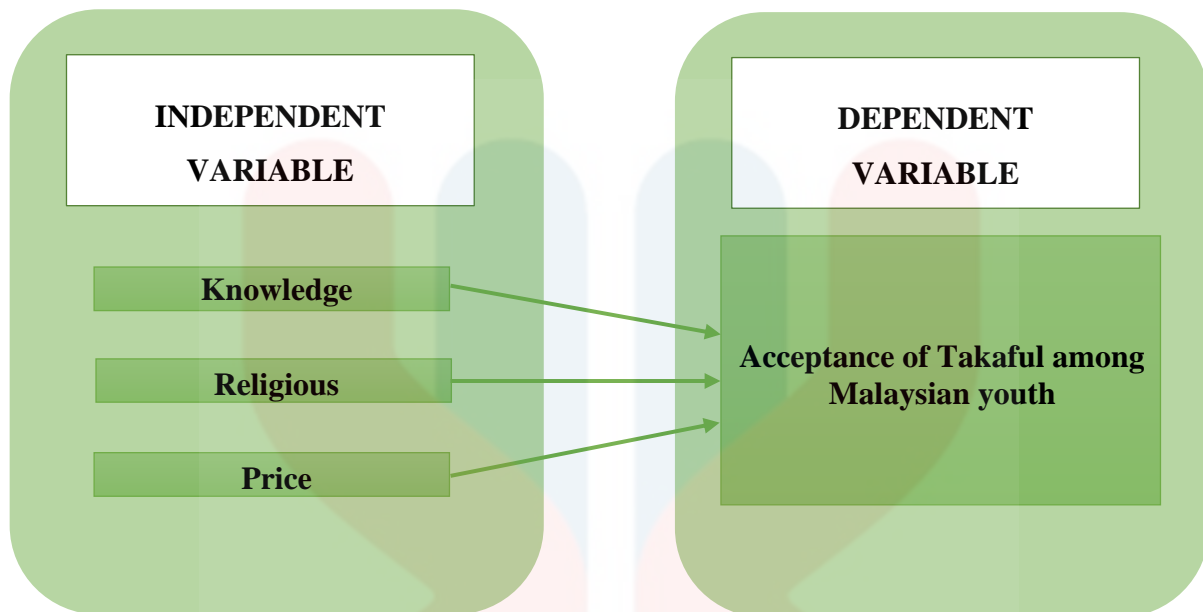 INDEPENDENT
VARIABLE
Knowledge
Religious
Price
DEPENDENT
VARIABLE
Acceptance of Takaful among
Malaysian youth